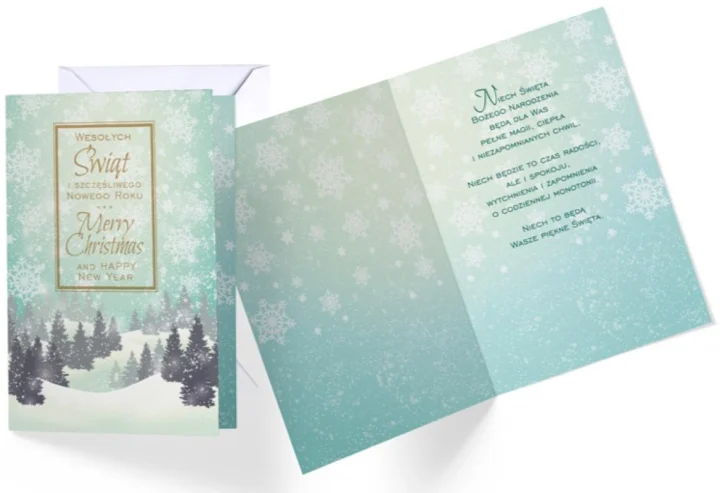 Wesołych
Świąt
i szczęśliwego
Nowego Roku
Merry
Christmas
and happy
New Year
Niech Święta
Bożego Narodzenia
będą dla Was
pełne magii, ciepła
i niezapomnianych chwil.
Niech będzie to czas radości,
ale i spokoju,
wytchnienia i zapomnienia
o codziennej monotonii.
Niech to będą
Wasze piękne Święta.